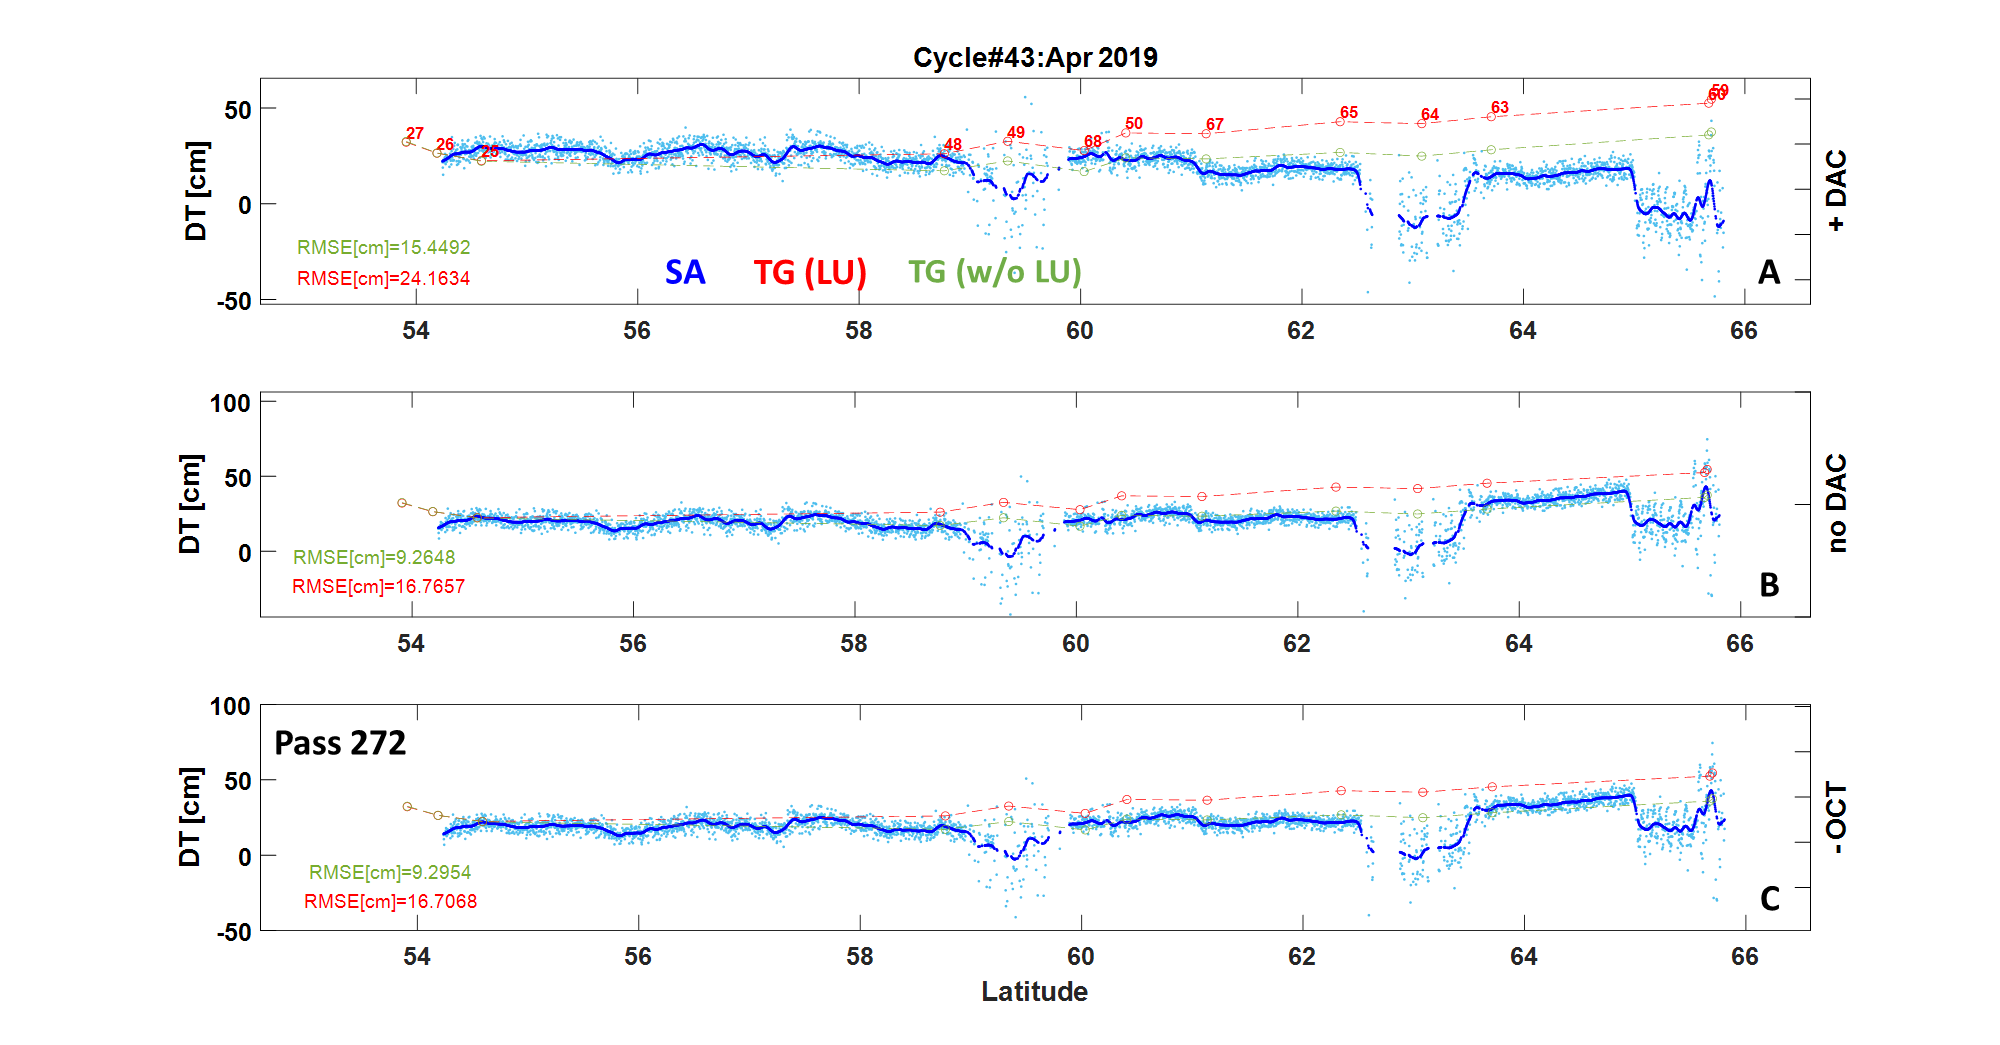 Cycle#43:Apr 2019
50
0
-50
DT [cm]
27
26
25
48
49
68
50
67
65
64
63
59
60
RMSE[cm]=15.4492
RMSE[cm]=24.1634
SA TG (LU) TG (w/o LU)
A
+ DAC
54 56 58 60 62 64 66
100
50
0
DT [cm]
RMSE[cm]=9.2648
RMSE[cm]=16.7657
B
no DAC
54 56 58 60 62 64 66
100
50
0
-50
DT [cm]
Pass 272
RMSE[cm]=9.2954
RMSE[cm]=16.7068
C
- OCT
54 56 58 60 62 64 66
Latitude